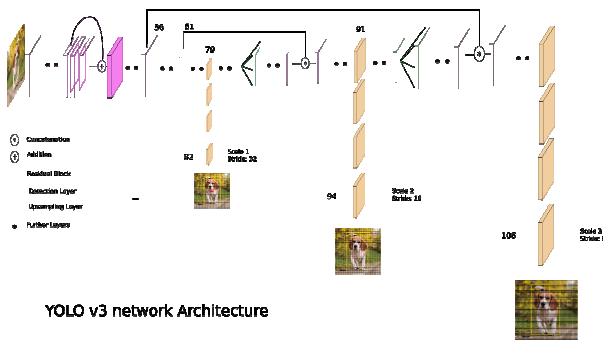 36
61
91
79
82
Scale 1
Stride: 32
94
Scale 2
Stride: 16
106
Scale 3
Stride:
Concatenation
Addition
Residual Block
Detection Layer
Upsampling Layer
Further Layers
YOLO v3 network Architecture